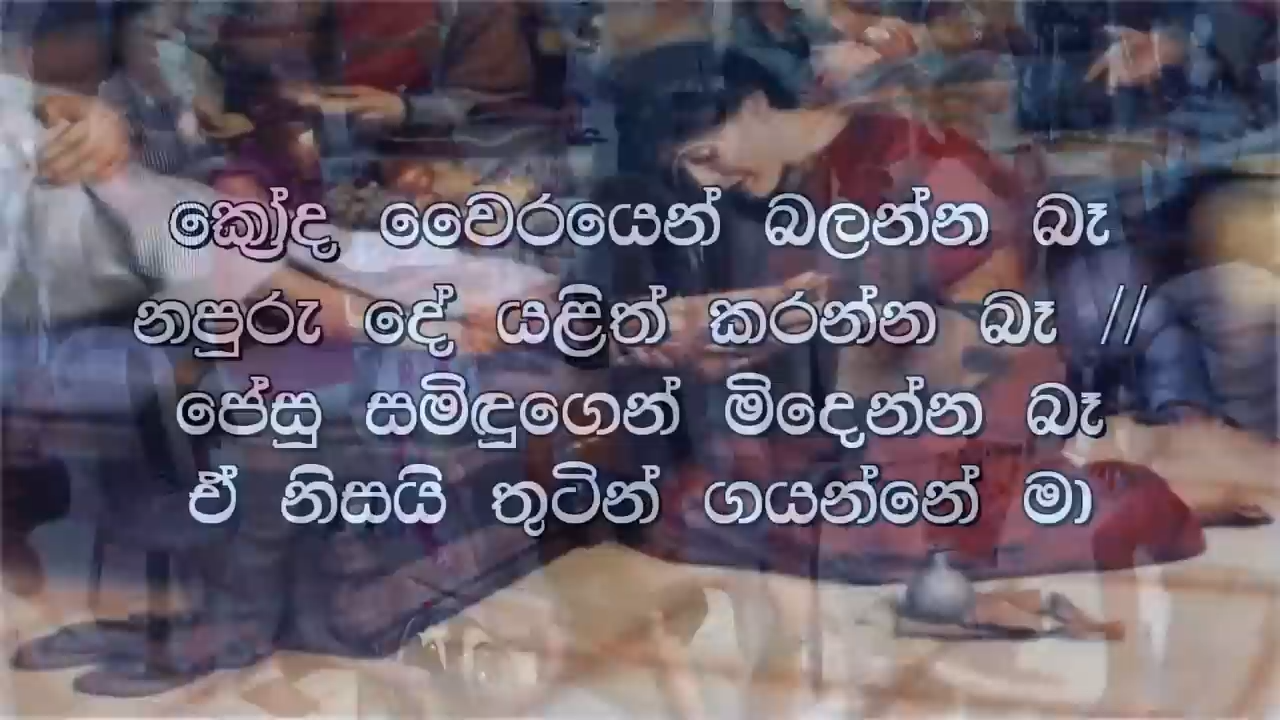 ක්‍රෝද වෛරයෙන් බලන්න බෑ
නපුරු දේ යළිත් කරන්න බෑ //
ජේසු සමිඳුගෙන් මිදෙන්න බෑ
ඒ නිසයි තුටින් ගයන්නේ මා